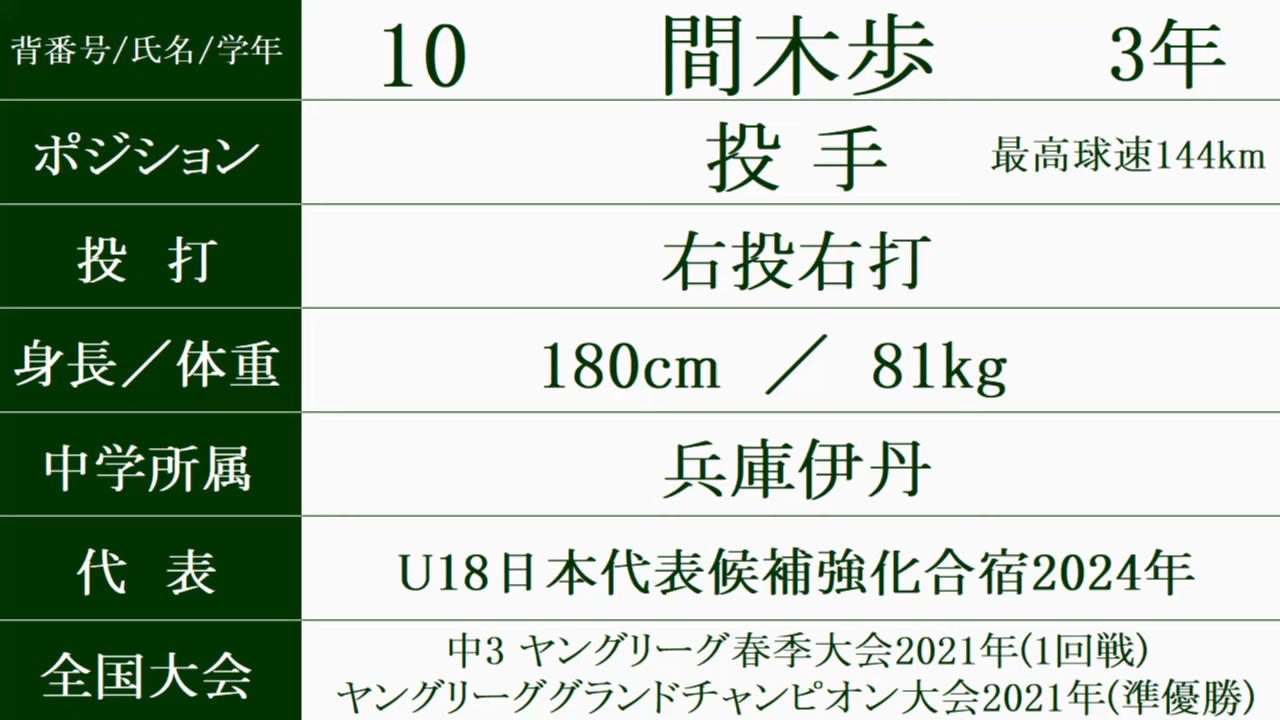 背番号/氏名/学年 10 間木歩 3年
ポジション 投手 最高球速144km
投 打 右投右打
身長／体重 180cm ／ 81kg
中学所属 兵庫伊丹
代 表 U18日本代表候補強化合宿2024年
全国大会 中3 ヤングリーグ春季大会2021年(1回戦)
ヤングリーググランドチャンピオン大会2021年(準優勝)